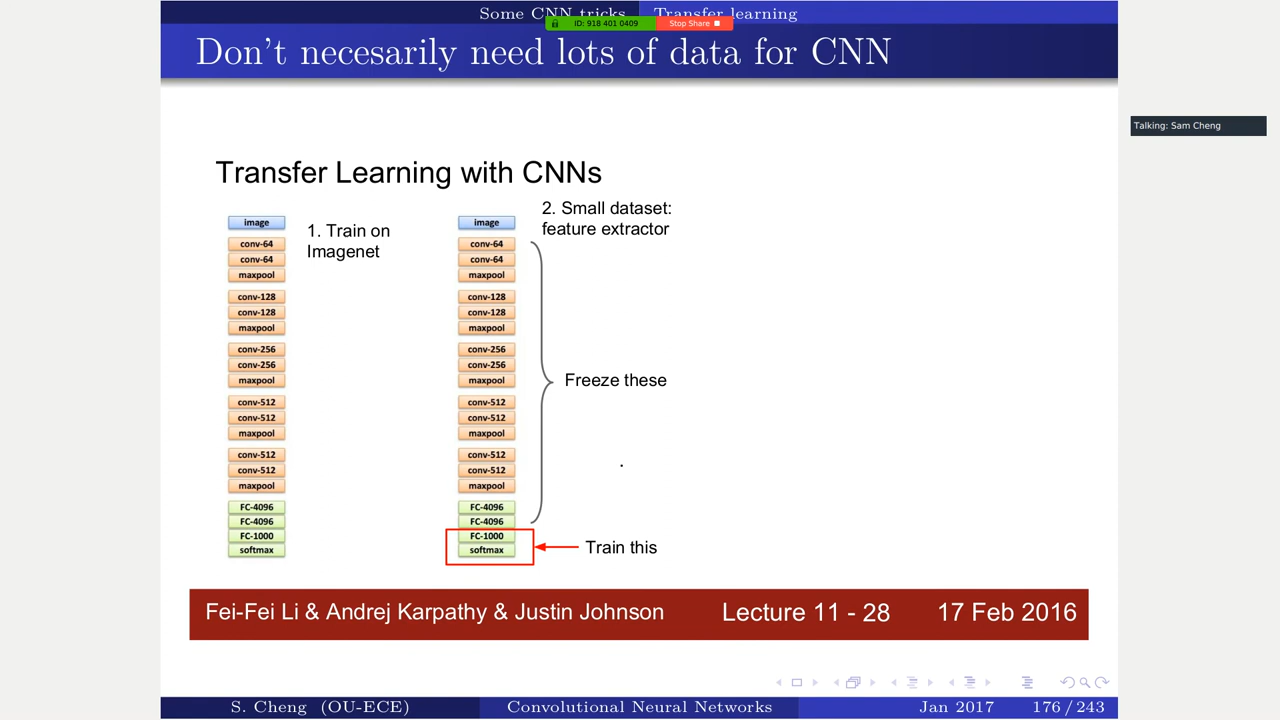 Some CNN tricks Transfer learning
ID: 918 401 0409 Stop Share
Don't necesarily need lots of data for CNN
Talking: Sam Cheng
Transfer Learning with CNNs
1. Train on
Imagenet
2. Small dataset:
feature extractor
image
conv-64
conv-64
maxpool
conv-128
conv-128
maxpool
conv-256
conv-256
maxpool
conv-512
conv-512
maxpool
conv-512
conv-512
maxpool
FC-4096
FC-4096
FC-1000
softmax
image
conv-64
conv-64
maxpool
conv-128
conv-128
maxpool
conv-256
conv-256
maxpool
conv-512
conv-512
maxpool
conv-512
conv-512
maxpool
FC-4096
FC-4096
FC-1000
softmax
Freeze these
Train this
Fei-Fei Li & Andrej Karpathy & Justin Johnson Lecture 11 - 28 17 Feb 2016
S. Cheng (OU-ECE) Convolutional Neural Networks Jan 2017 176 / 243